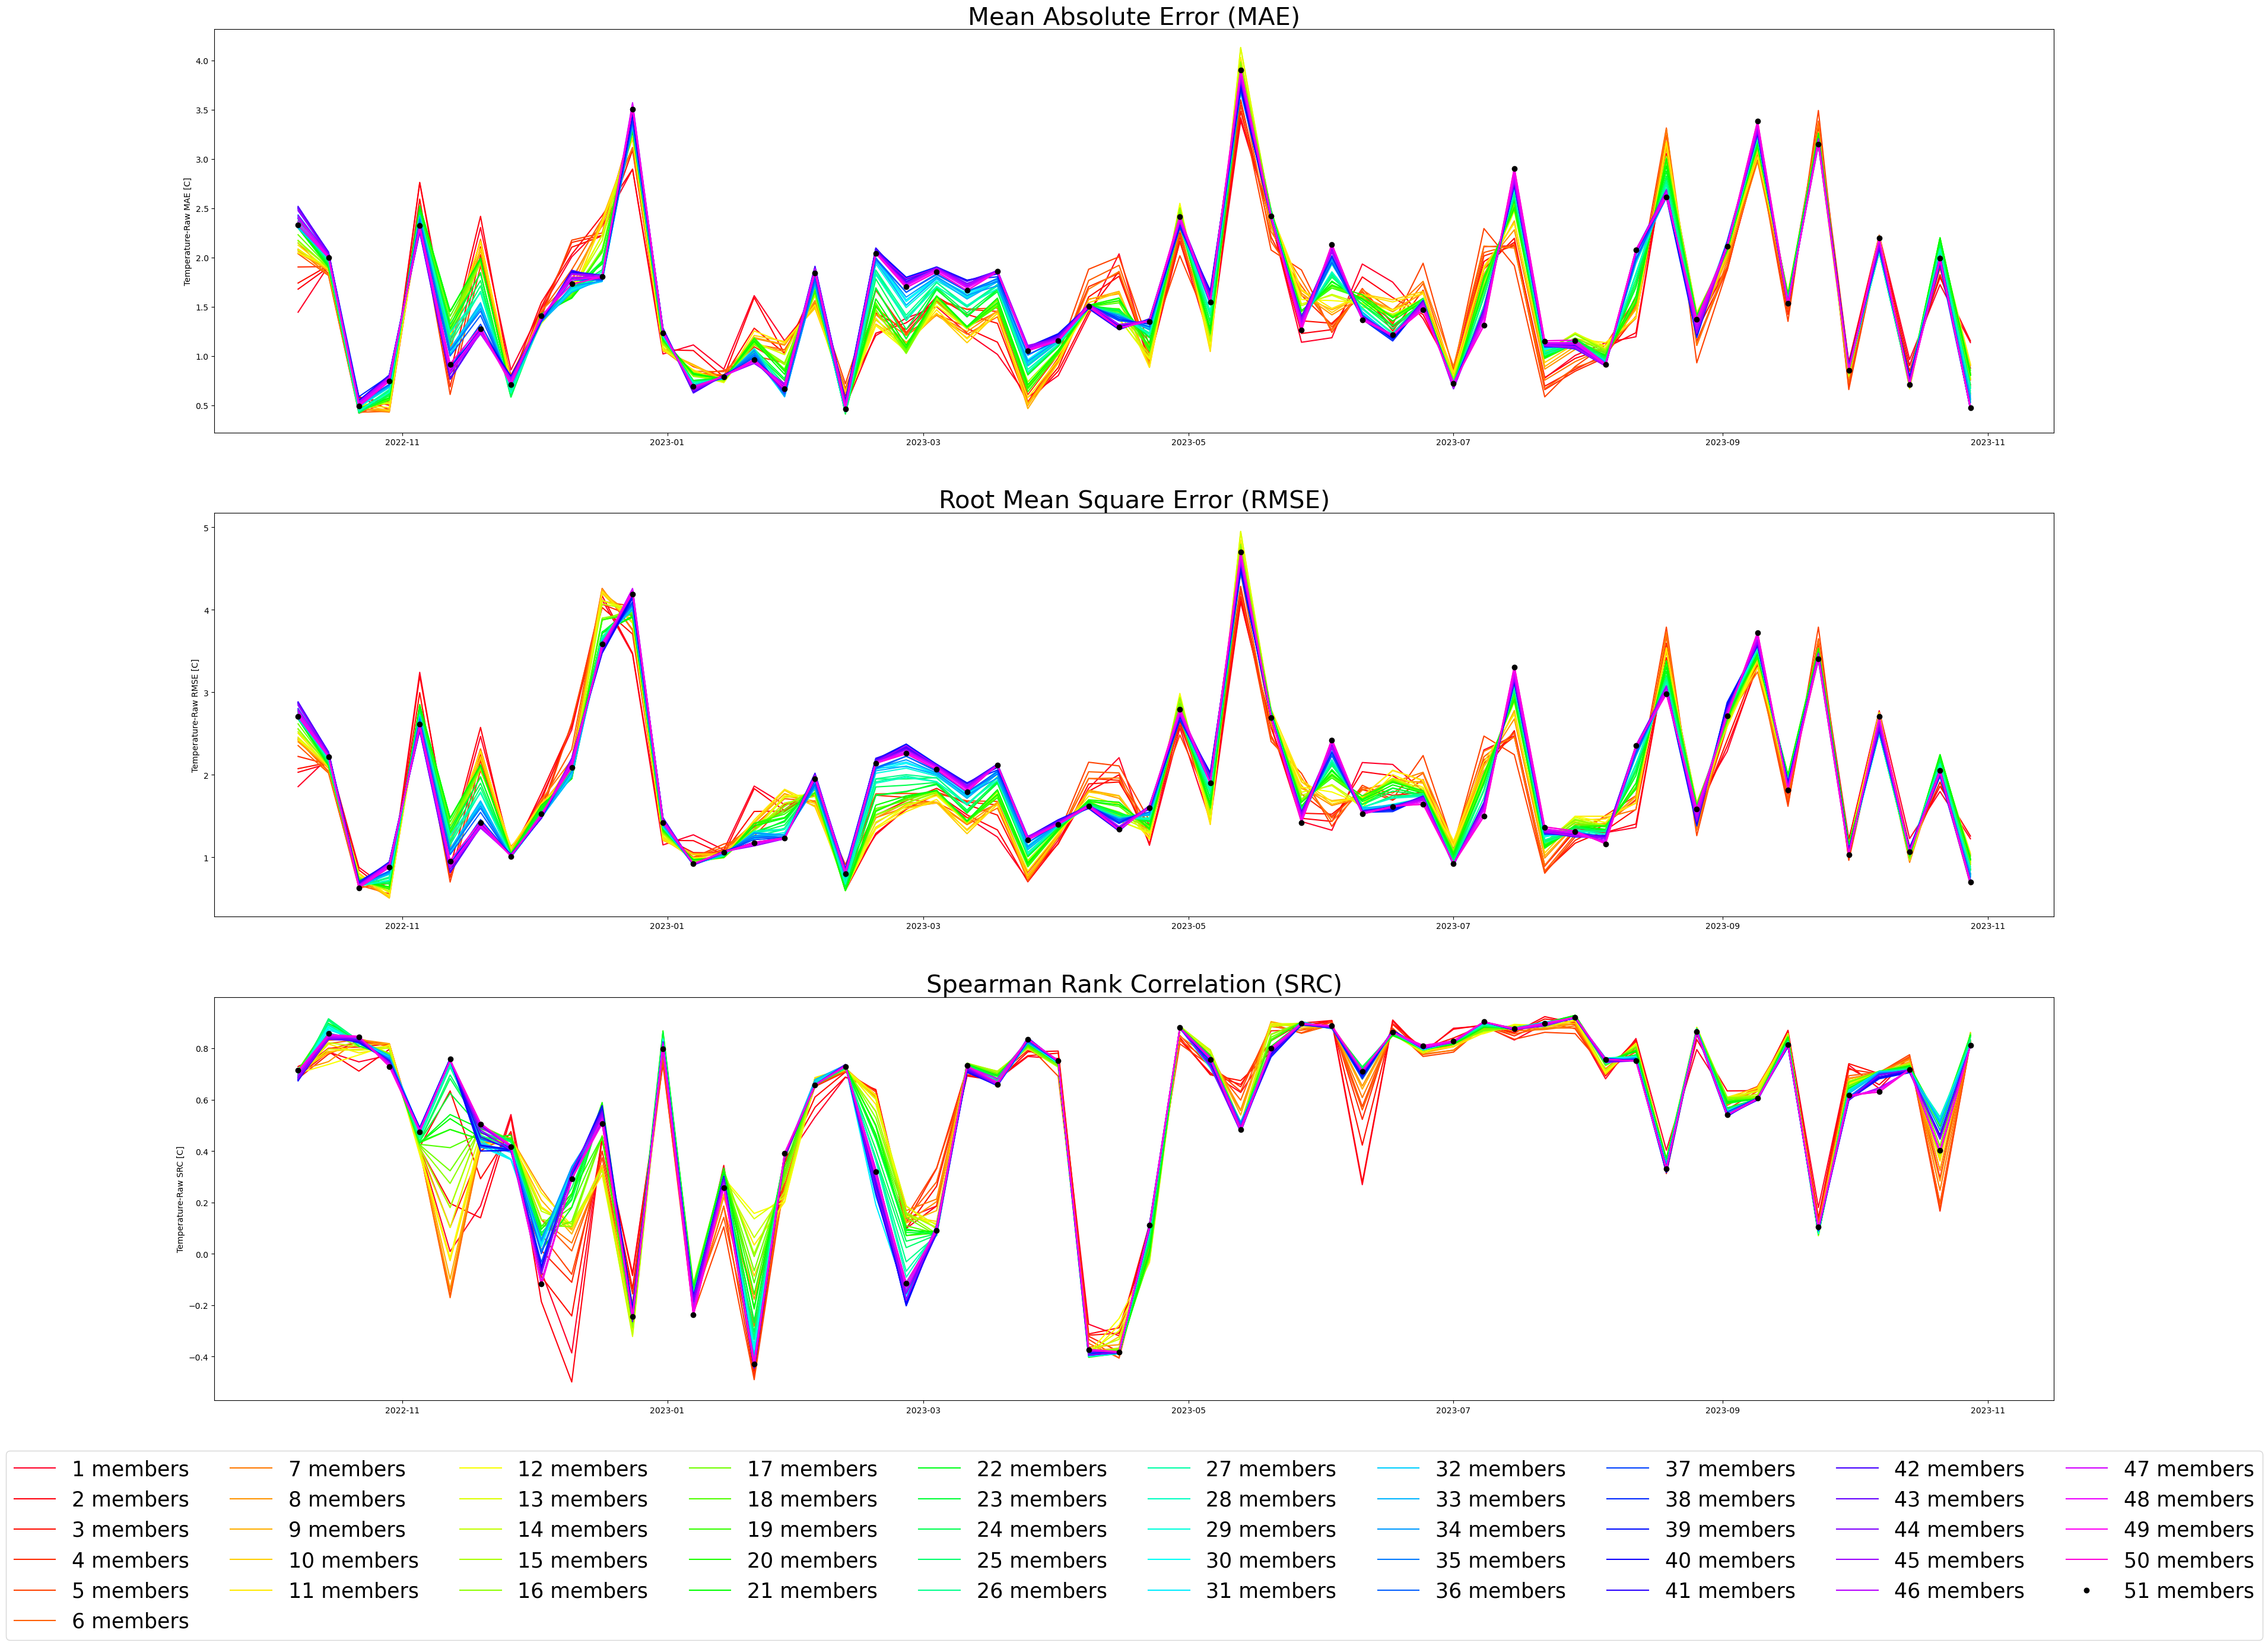 Mean Absolute Error (MAE)
Temperature-Raw MAE [C]
4.0
3.5
3.0
2.5
2.0
1.5
1.0
0.5
2022-11 2023-01 2023-03 2023-05 2023-07 2023-09 2023-11
Root Mean Square Error (RMSE)
Temperature-Raw RMSE [C]
5
4
3
2
1
2022-11 2023-01 2023-03 2023-05 2023-07 2023-09 2023-11
Spearman Rank Correlation (SRC)
Temperature-Raw SRC [C]
0.8
0.6
0.4
0.2
0.0
−0.2
−0.4
2022-11 2023-01 2023-03 2023-05 2023-07 2023-09 2023-11
1 members 7 members 12 members 17 members 22 members 27 members 32 members 37 members 42 members 47 members
2 members 8 members 13 members 18 members 23 members 28 members 33 members 38 members 43 members 48 members
3 members 9 members 14 members 19 members 24 members 29 members 34 members 39 members 44 members 49 members
4 members 10 members 15 members 20 members 25 members 30 members 35 members 40 members 45 members 50 members
5 members 11 members 16 members 21 members 26 members 31 members 36 members 41 members 46 members 51 members
6 members